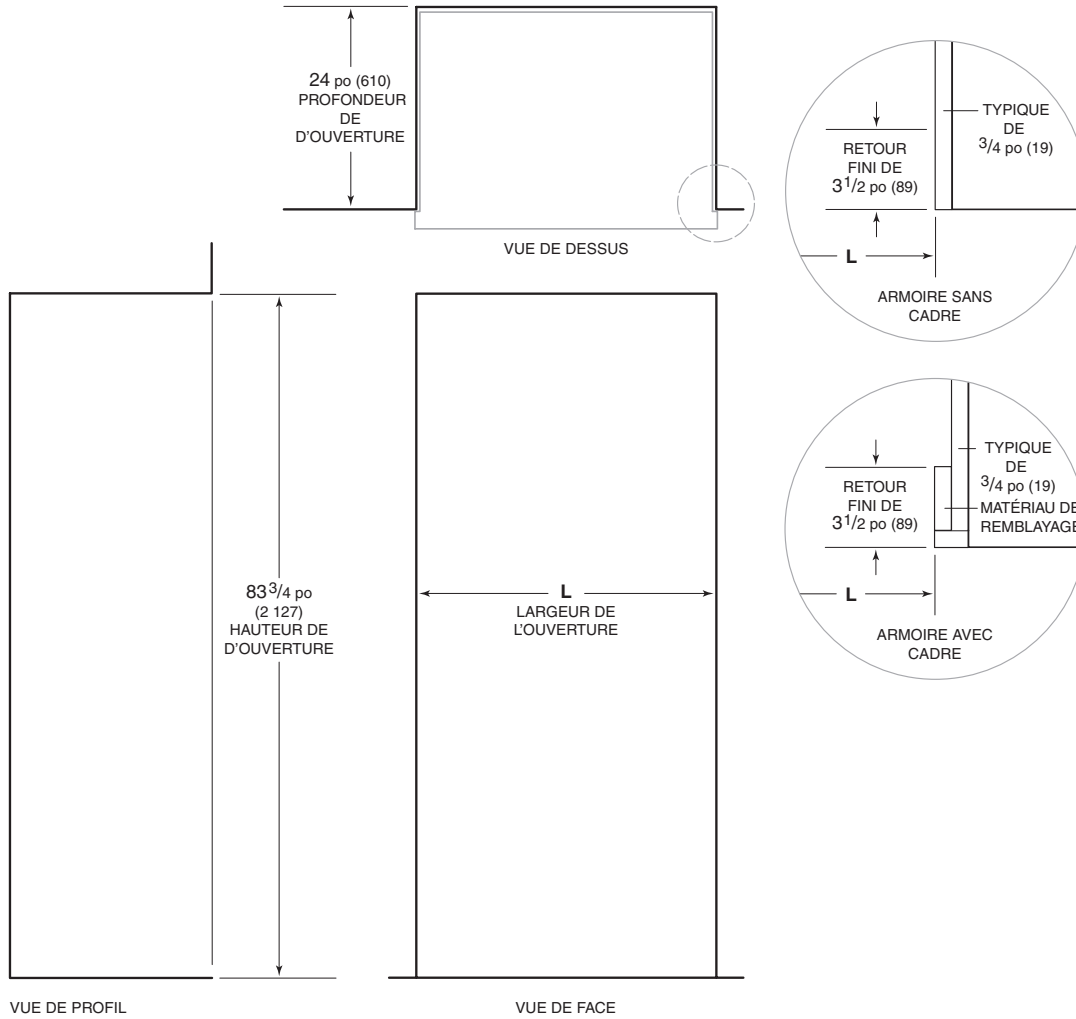 24 po (610)
PROFONDEUR
DE
D'OUVERTURE
VUE DE DESSUS
TYPIQUE
DE
3/4 po (19)
RETOUR
FINI DE
3 1/2 po (89)
L
ARMOIRE SANS
CADRE
TYPIQUE
DE
3/4 po (19)
MATÉRIAU DE
REMBLAYAGE
RETOUR
FINI DE
3 1/2 po (89)
L
ARMOIRE AVEC
CADRE
83 3/4 po
(2 127)
HAUTEUR DE
D'OUVERTURE
L
LARGEUR DE
L'OUVERTURE
VUE DE PROFIL
VUE DE FACE